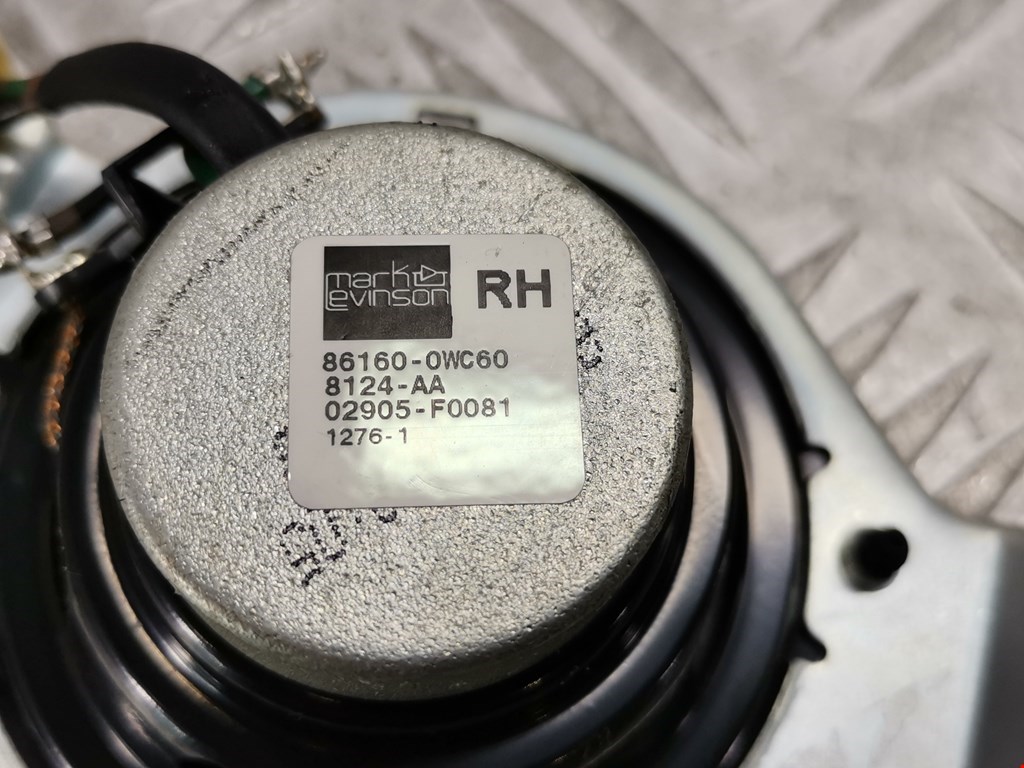 mark
Levinson
RH
86160-0WC60
8124-AA
02905-F0081
1276-1